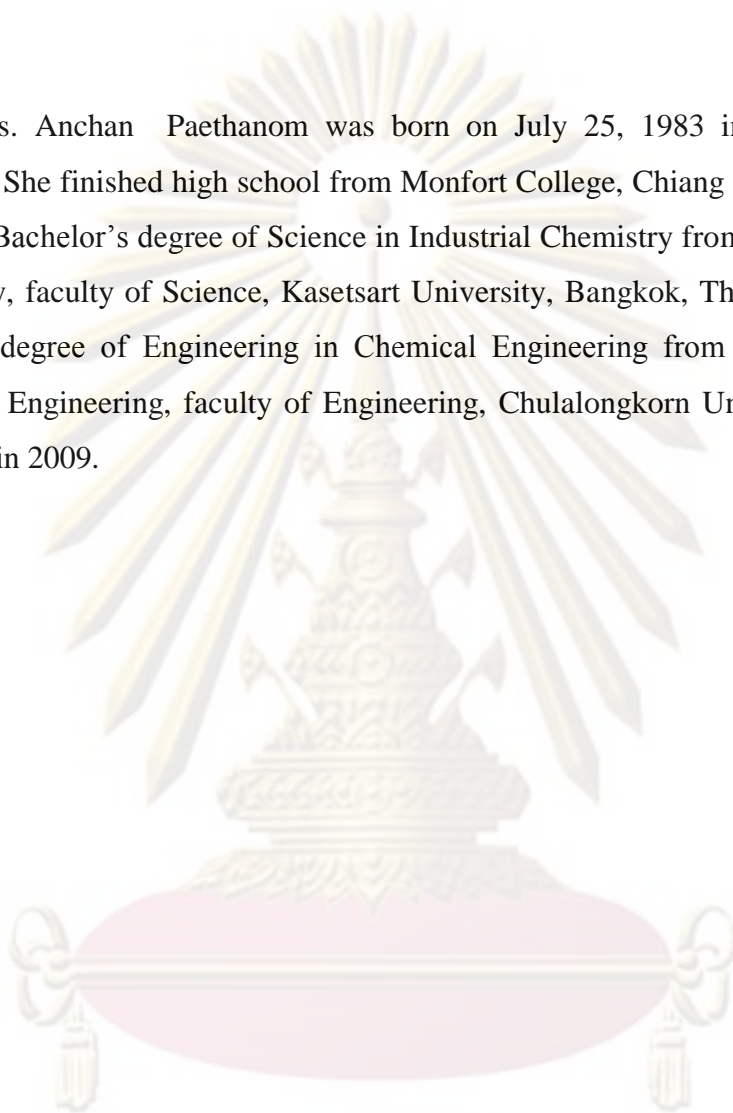 s. Anchan Paethanom was born on July 25, 1983 in
She finished high school from Monfort College, Chiang
Bachelor's degree of Science in Industrial Chemistry from
y, faculty of Science, Kasetsart University, Bangkok, Th
degree of Engineering in Chemical Engineering from
Engineering, faculty of Engineering, Chulalongkorn Un
in 2009.